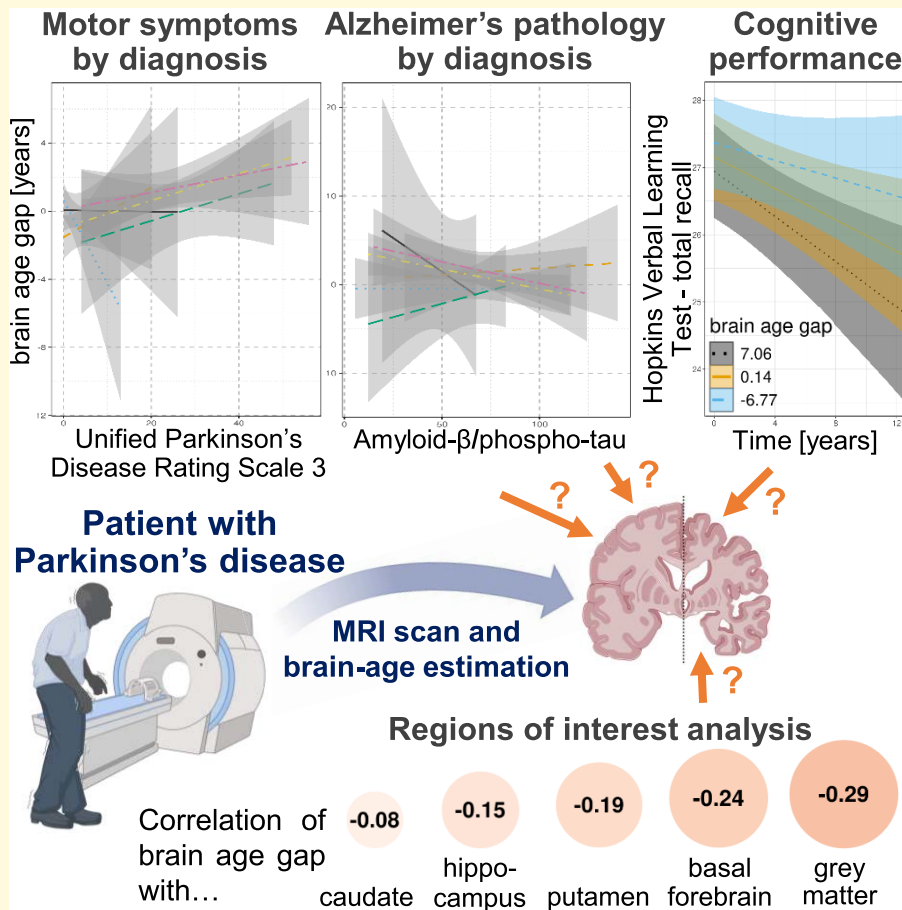 Motor symptoms
by diagnosis
Alzheimer's pathology
by diagnosis
Cognitive
performance
brain age gap [years]
4
0
-4
-8
12
0
20
40
Unified Parkinson's
Disease Rating Scale 3
20
10
0
10
50
100
Amyloid-β/phospho-tau
Hopkins Verbal Learning
Test - total recall
28
27
26
25
24
brain age gap
7.06
0.14
-6.77
0
4
8
12
Time [years]
Patient with
Parkinson's disease
MRI scan and
brain-age estimation
?
?
?
?
Regions of interest analysis
Correlation of
brain age gap
with...
-0.08
-0.15
-0.19
-0.24
-0.29
caudate
hippo-
campus
putamen
basal
forebrain
grey
matter